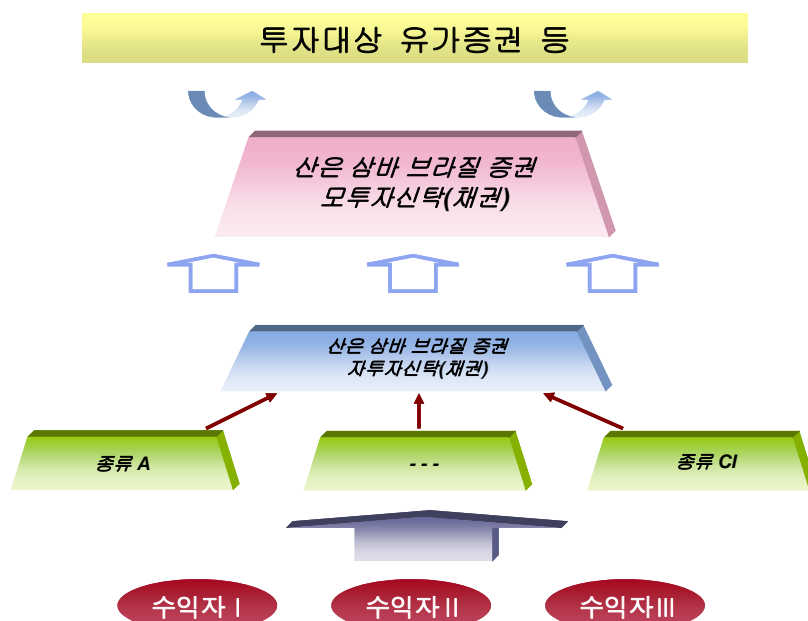 투자대상 유가증권 등
산은 삼바 브라질 증권
모투자신탁(채권)
산은 삼바 브라질 증권
자투자신탁(채권)
종류 A
- - -
종류 CI
수익자 Ⅰ
수익자 Ⅱ
수익자 Ⅲ